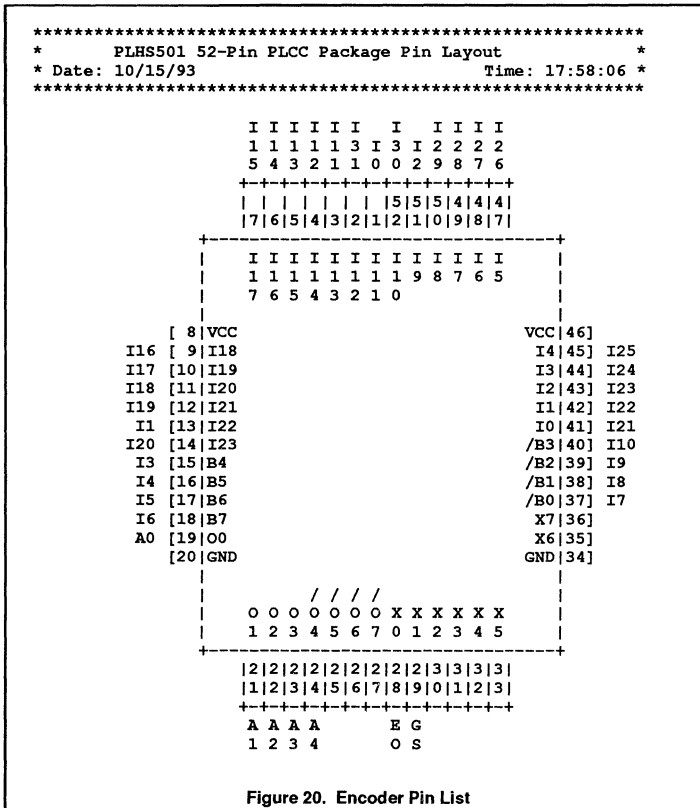 *************************************************************
*        PLHS501 52-Pin PLCC Package Pin Layout             *
* Date: 10/15/93                            Time: 17:58:06 *
*************************************************************
I I I I I I   I   I I I I
1 1 1 1 1 3 I 3 I 2 2 2 2
5 4 3 2 1 1 0 0 2 9 8 7 6
+-+-+-+-+-+-+-+-+-+-+-+-+-+
| | | | | | | |5|5|5|4|4|4|
|7|6|5|4|3|2|1|2|1|0|9|8|7|
+-----------------------------------+
| I I I I I I I I I I I I I |
| 1 1 1 1 1 1 1 1 9 8 7 6 5 |
| 7 6 5 4 3 2 1 0 |
| |
[ 8|VCC VCC|46]
I16 [ 9|I18 I4|45] I25
I17 [10|I19 I3|44] I24
I18 [11|I20 I2|43] I23
I19 [12|I21 I1|42] I22
I1 [13|I22 I0|41] I21
I20 [14|I23 /B3|40] I10
I3 [15|B4 /B2|39] I9
I4 [16|B5 /B1|38] I8
I5 [17|B6 /B0|37] I7
I6 [18|B7 X7|36]
A0 [19|O0 X6|35]
[20|GND GND|34]
| |
| / / / / |
| O O O O O O O X X X X X X |
| 1 2 3 4 5 6 7 0 1 2 3 4 5 |
+-----------------------------------+
|2|2|2|2|2|2|2|2|2|3|3|3|3|
|1|2|3|4|5|6|7|8|9|0|1|2|3|
+-+-+-+-+-+-+-+-+-+-+-+-+-+
A A A A       E G
1 2 3 4       O S
Figure 20. Encoder Pin List